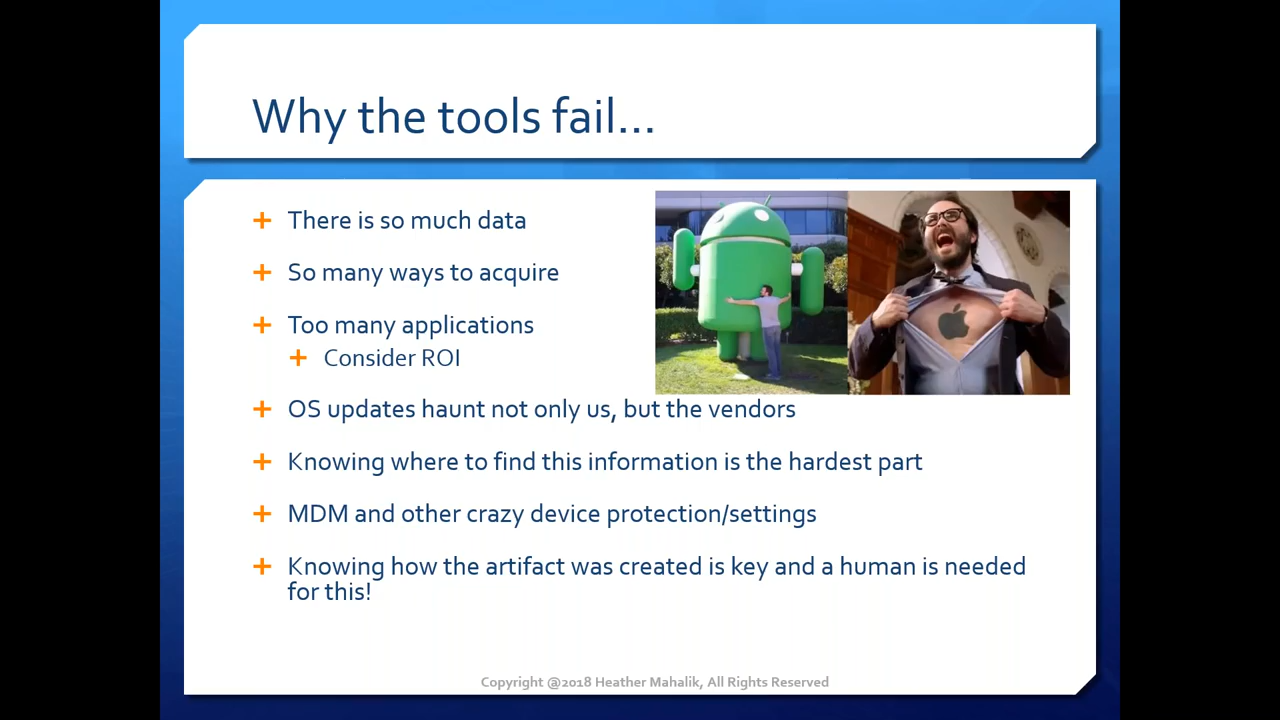 Why the tools fail...
There is so much data
So many ways to acquire
Too many applications
Consider ROI
OS updates haunt not only us, but the vendors
Knowing where to find this information is the hardest part
MDM and other crazy device protection/settings
Knowing how the artifact was created is key and a human is needed
for this!
Copyright @2018 Heather Mahalik, All Rights Reserved